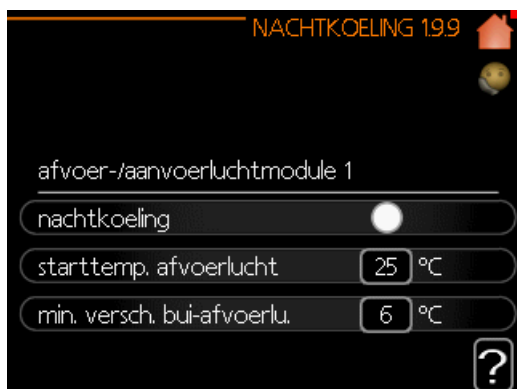 NACHTKOELING 1.9.9
afvoer-/aanvoerluchtmodule 1
nachtkoeling
starttemp. afvoerlucht 25 °C
min. versch. bui-afvoerlu. 6 °C
?